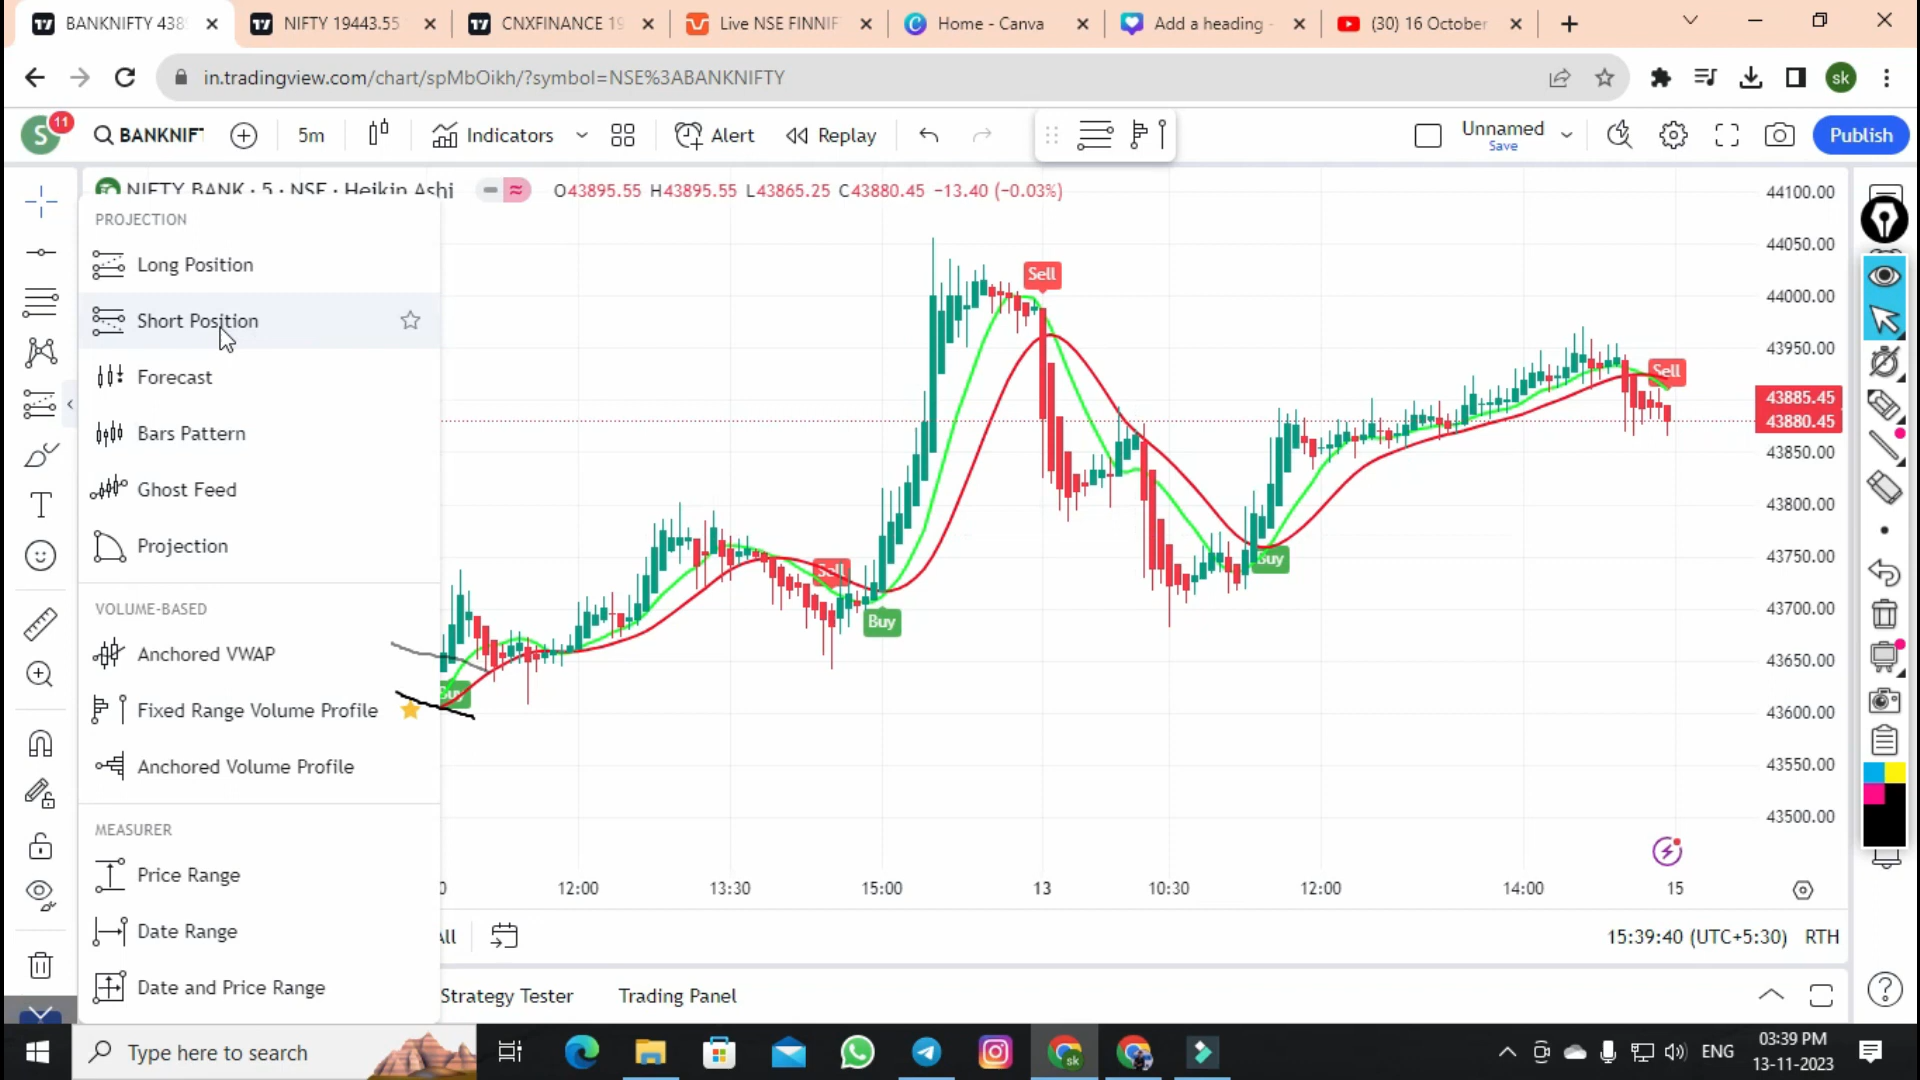 BANKNIFTY 438
NIFTY 19443.55
CNXFINANCE 19
Live NSE FINNIF
Home - Canva
Add a heading -
(30) 16 October
in.tradingview.com/chart/spMbOikh/?symbol=NSE%3ABANKNIFTY
sk
S
11
BANKNIF
5m
Indicators
Alert
Replay
Unnamed
Save
Publish
NIFTY BANK · 5 · NSE · Heikin Ashi
O43895.55 H43895.55 L43865.25 C43880.45 −13.40 (−0.03%)
PROJECTION
Long Position
Short Position
Forecast
Bars Pattern
Ghost Feed
Projection
VOLUME-BASED
Anchored VWAP
Fixed Range Volume Profile
Anchored Volume Profile
MEASURER
Price Range
Date Range
Date and Price Range
Sell
Sell
Sell
Buy
Buy
Buy
44100.00
44050.00
44000.00
43950.00
43885.45
43880.45
43850.00
43800.00
43750.00
43700.00
43650.00
43600.00
43550.00
43500.00
0
12:00
13:30
15:00
13
10:30
12:00
14:00
15
All
15:39:40 (UTC+5:30)
RTH
Strategy Tester
Trading Panel
Type here to search
sk
ENG
03:39 PM
13-11-2023